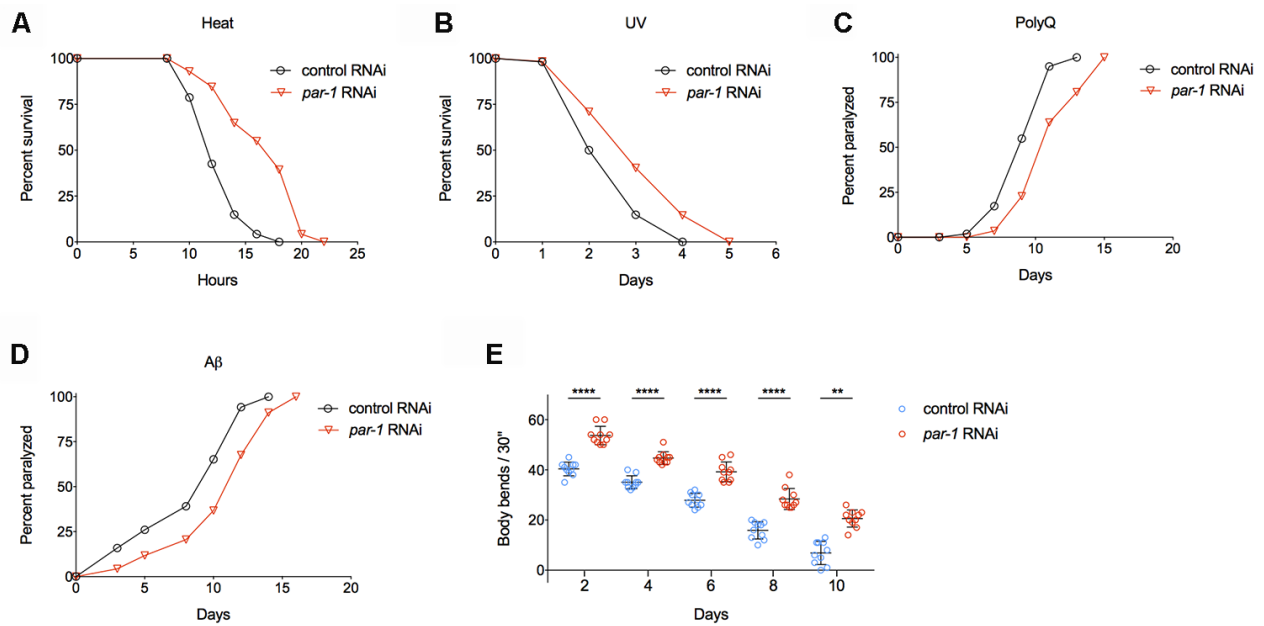 A
Heat
Percent survival
100
75
50
25
0
0 5 10 15 20 25
Hours
control RNAi
par-1 RNAi
B
UV
Percent survival
100
75
50
25
0
0 1 2 3 4 5 6
Days
control RNAi
par-1 RNAi
C
PolyQ
Percent paralyzed
100
75
50
25
0
0 5 10 15 20
Days
control RNAi
par-1 RNAi
D
Aβ
Percent paralyzed
100
75
50
25
0
0 5 10 15 20
Days
control RNAi
par-1 RNAi
E
**** **** **** **** **
Body bends / 30"
60
40
20
0
2 4 6 8 10
Days
control RNAi
par-1 RNAi